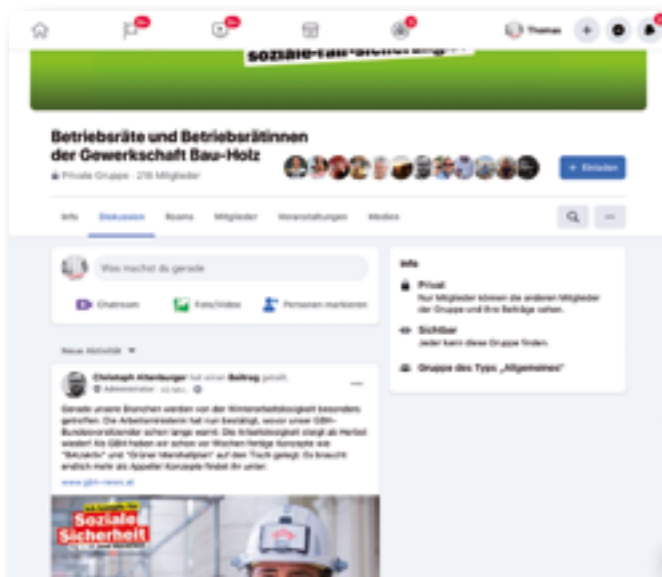 Thomas
soziale-fair-sicherung
Betriebsräte und Betriebsrätinnen
der Gewerkschaft Bau-Holz
Private Gruppe · 218 Mitglieder
+ Einladen
Info Diskussion Rooms Mitglieder Veranstaltungen Medien
Was machst du gerade
Chatroom Foto/Video Personen markieren
Neue Aktivität
Christoph Altenburger hat einen Beitrag geteilt.
Administrator
Gerade unsere Branchen werden von der Winterarbeitslosigkeit besonders
getroffen. Die Arbeitsministerin hat nun bestätigt, wovor unser GBH-
Bundesvorsitzender schon lange warnt. Die Arbeitslosigkeit steigt ab Herbst
wieder! Als GBH haben wir schon vor Wochen fertige Konzepte wie
"BAUaktiv" und "Grüner Marshallplan" auf den Tisch gelegt. Es braucht
endlich mehr als Appelle! Konzepte findet ihr unter:
www.gbh-news.at
Soziale
Sicherheit
Info
Privat
Nur Mitglieder können die anderen Mitglieder
der Gruppe und ihre Beiträge sehen.
Sichtbar
Jeder kann diese Gruppe finden.
Gruppe des Typs „Allgemeines“